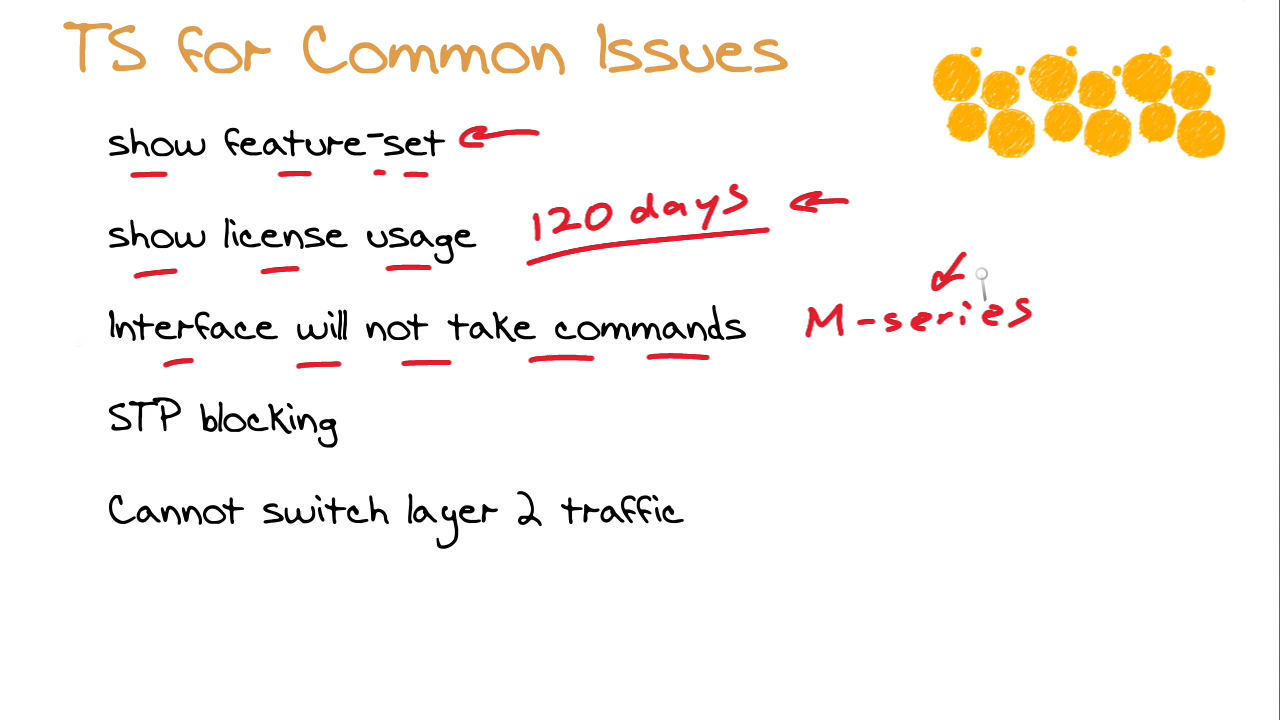 TS for Common Issues
show feature-set
show license usage 120 days
Interface will not take commands M-series
STP blocking
Cannot switch layer 2 traffic